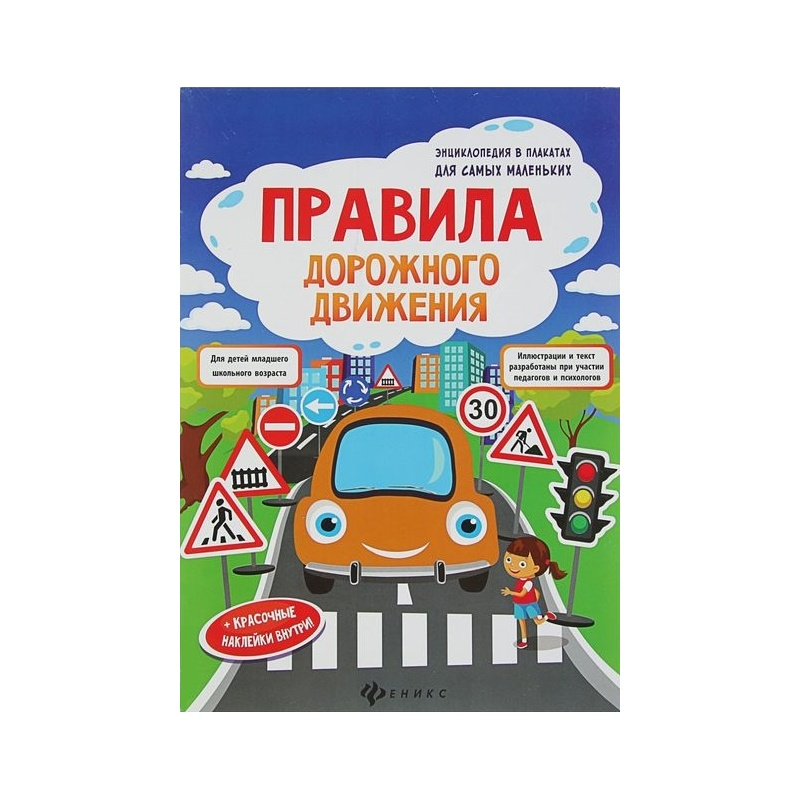 ЭНЦИКЛОПЕДИЯ В ПЛАКАТАХ
ДЛЯ САМЫХ МАЛЕНЬКИХ
ПРАВИЛА
ДОРОЖНОГО
ДВИЖЕНИЯ
Для детей младшего
школьного возраста
Иллюстрации и текст
разработаны при участии
педагогов и психологов
30
+ КРАСОЧНЫЕ
НАКЛЕЙКИ ВНУТРИ!
ФЕНИКС